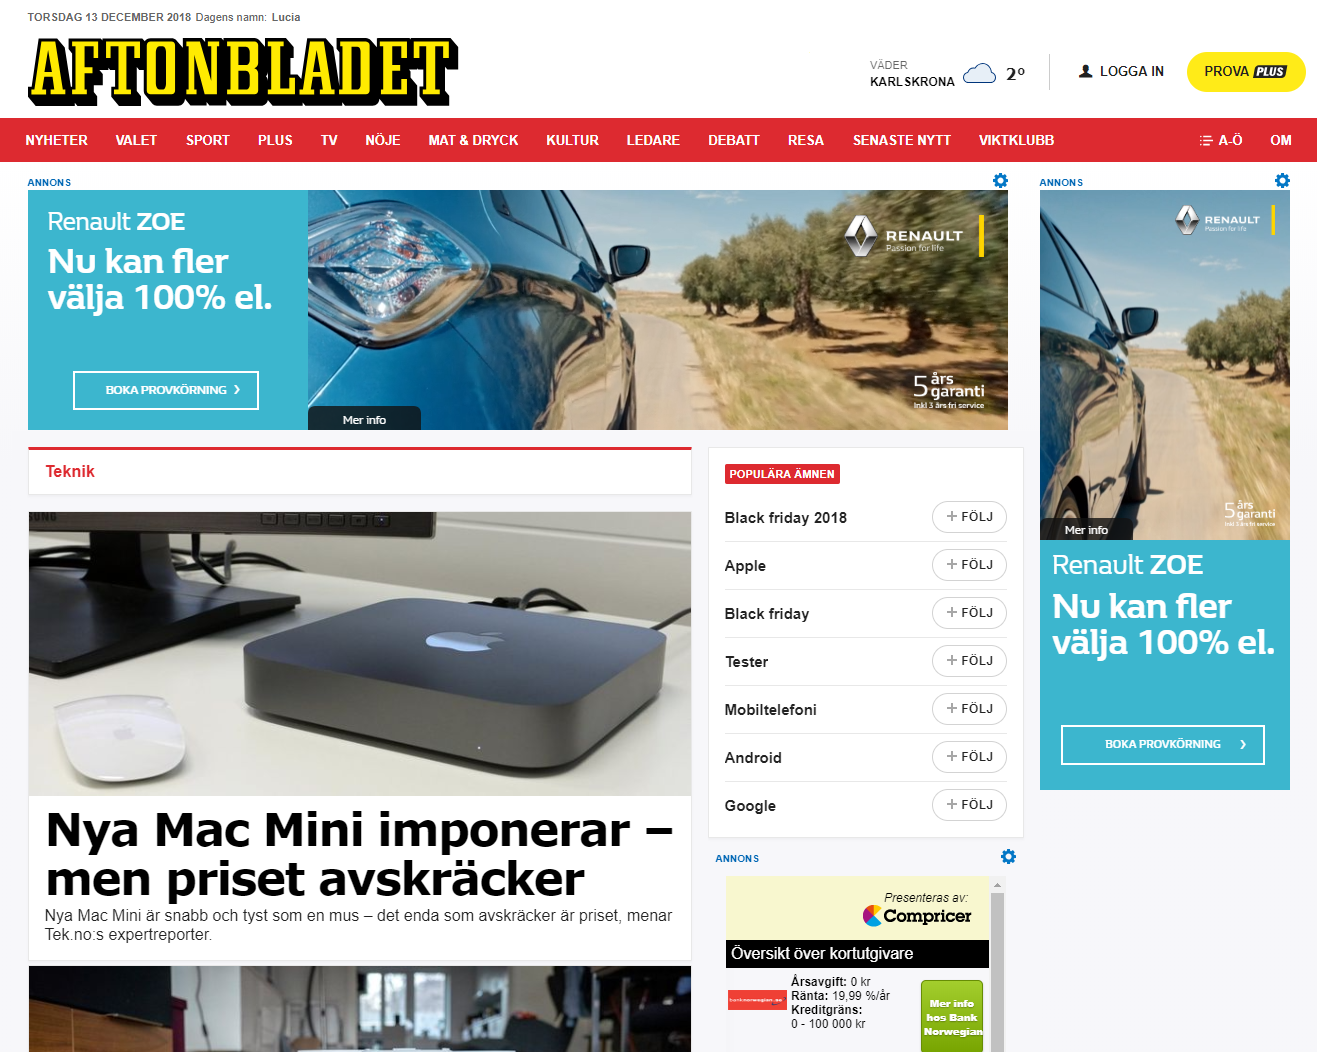 TORSDAG 13 DECEMBER 2018 Dagens namn: Lucia
AFTONBLADET
VÄDER
KARLSKRONA
2°
LOGGA IN
PROVA PLUS
NYHETER VALET SPORT PLUS TV NÖJE MAT & DRYCK KULTUR LEDARE DEBATT RESA SENASTE NYTT VIKTKLUBB A-Ö OM
ANNONS
Renault ZOE
Nu kan fler
välja 100% el.
BOKA PROVKÖRNING
Mer info
RENAULT
Passion for life
5 års
garanti
Inkl 3 års fri service
ANNONS
RENAULT
Passion for life
5 års
garanti
Inkl 3 års fri service
Mer info
Renault ZOE
Nu kan fler
välja 100% el.
BOKA PROVKÖRNING
Teknik
Nya Mac Mini imponerar –
men priset avskräcker
Nya Mac Mini är snabb och tyst som en mus – det enda som avskräcker är priset, menar
Tek.no:s expertreporter.
POPULÄRA ÄMNEN
Black friday 2018 + FÖLJ
Apple + FÖLJ
Black friday + FÖLJ
Tester + FÖLJ
Mobiltelefoni + FÖLJ
Android + FÖLJ
Google + FÖLJ
ANNONS
Presenteras av:
Compricer
Översikt över kortutgivare
banknorwegian.se
Årsavgift: 0 kr
Ränta: 19,99 %/år
Kreditgräns:
0 - 100 000 kr
Mer info
hos Bank
Norwegian